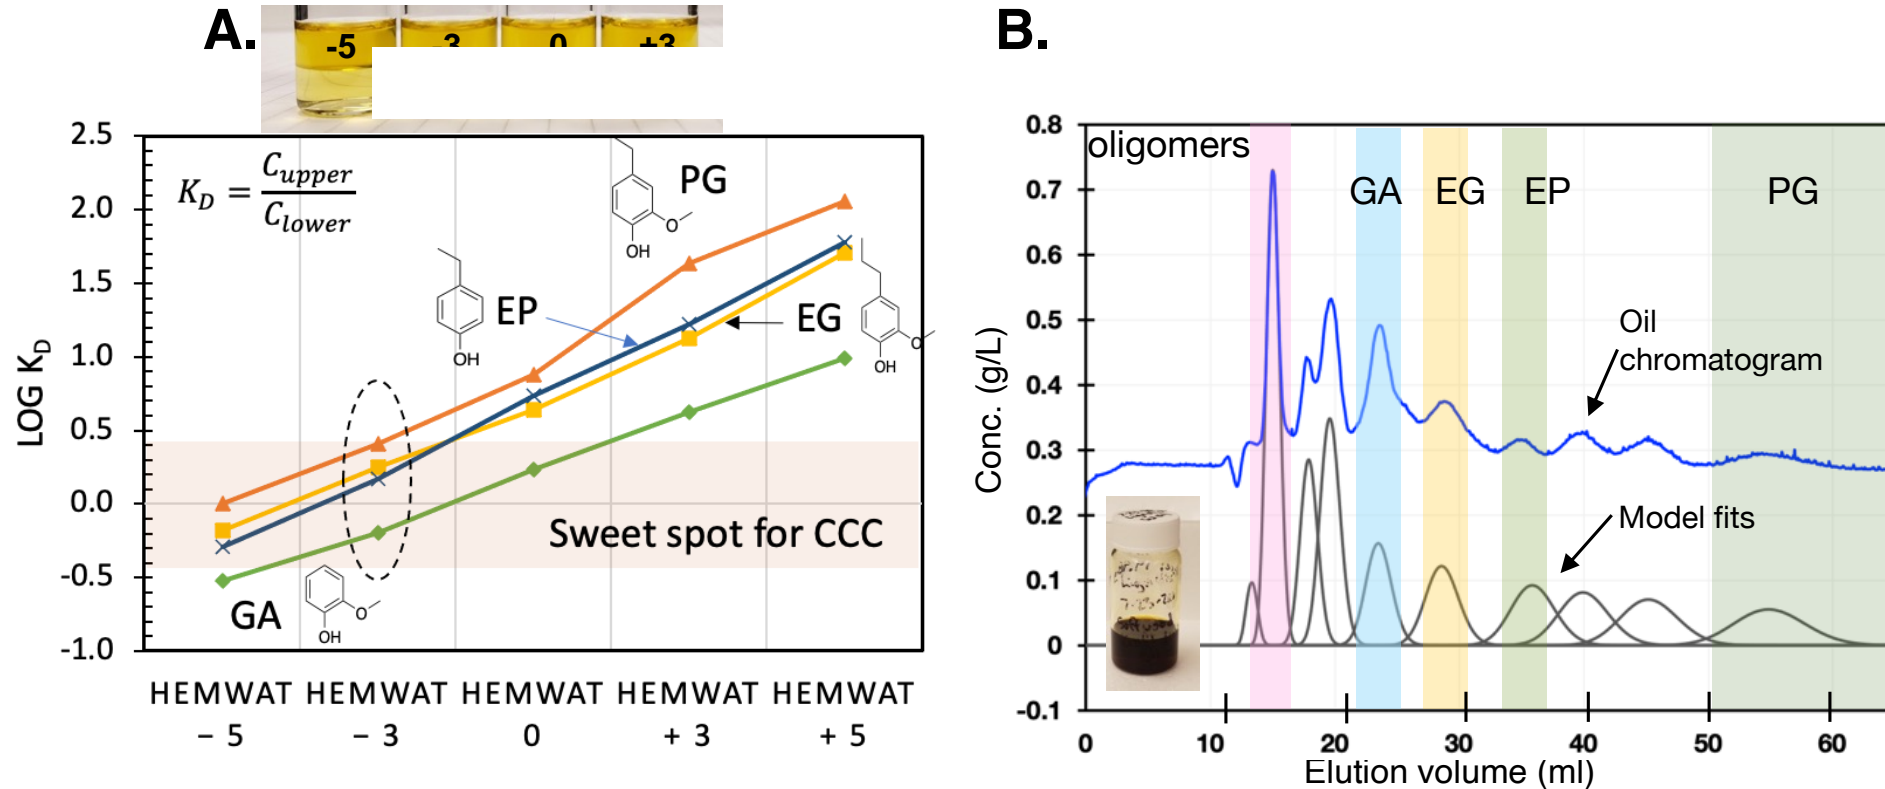 A.
-5 -3 0 +3
2.5
2.0
1.5
1.0
0.5
0.0
-0.5
-1.0
LOG K_D
K_D = C_upper / C_lower
PG
EP
EG
GA
OH
O
OH
O
OH
O
OH
Sweet spot for CCC
HEMWAT HEMWAT HEMWAT HEMWAT HEMWAT
– 5 – 3 0 + 3 + 5
B.
0.8
0.7
0.6
0.5
0.4
0.3
0.2
0.1
0
-0.1
Conc. (g/L)
oligomers
GA EG EP PG
Oil
chromatogram
Model fits
0 10 20 30 40 50 60
Elution volume (ml)